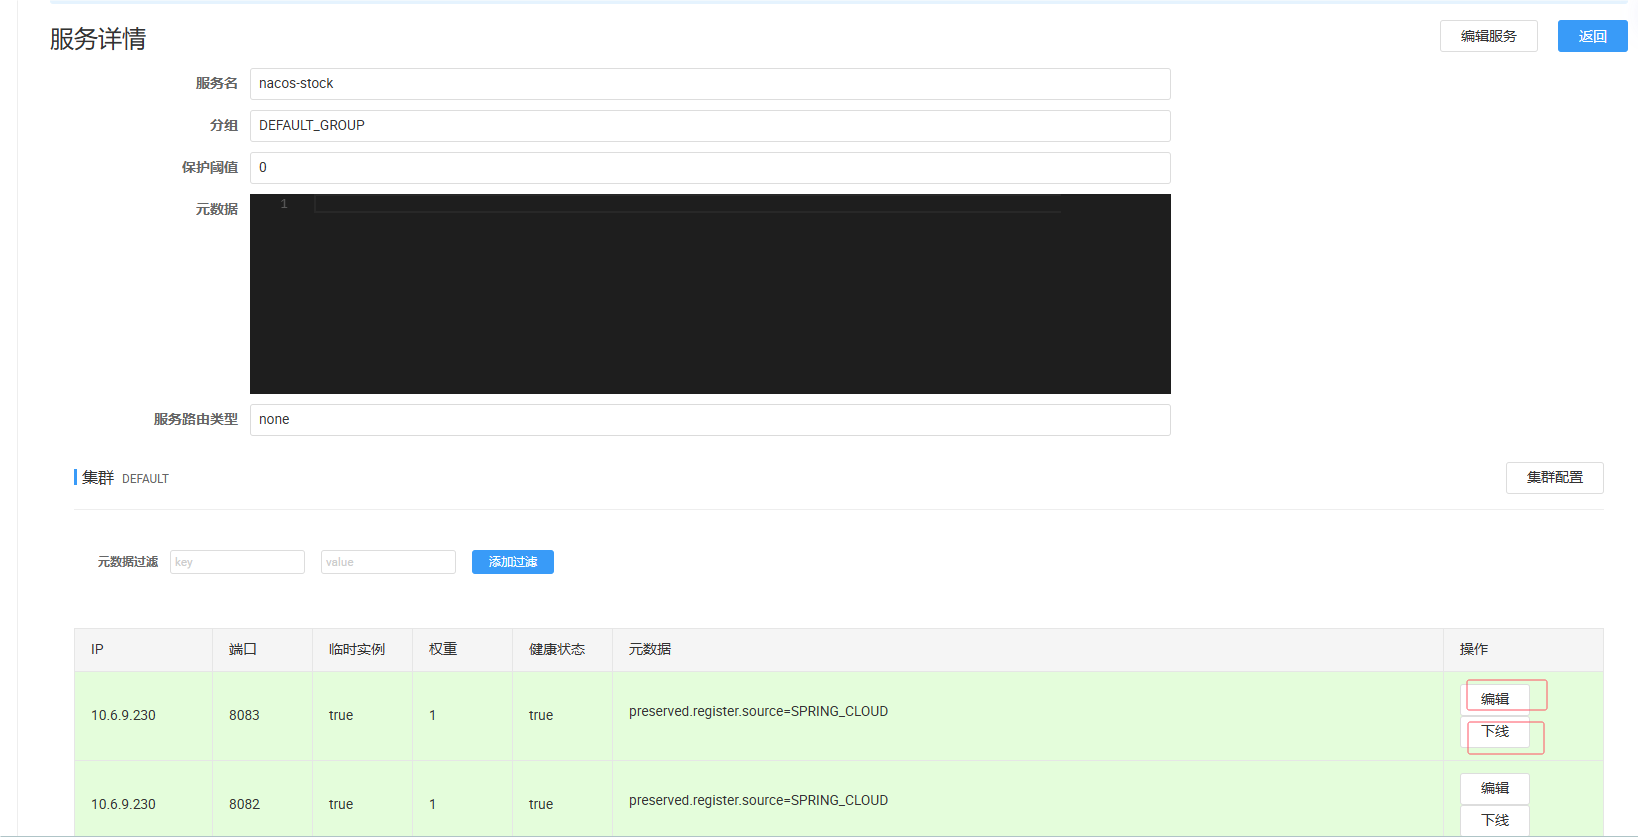 服务详情
编辑服务
返回
服务名 nacos-stock
分组 DEFAULT_GROUP
保护阈值 0
元数据 1
服务路由类型 none
集群 DEFAULT
集群配置
元数据过滤 key value 添加过滤
IP 端口 临时实例 权重 健康状态 元数据 操作
10.6.9.230 8083 true 1 true preserved.register.source=SPRING_CLOUD 编辑
下线
10.6.9.230 8082 true 1 true preserved.register.source=SPRING_CLOUD 编辑
下线